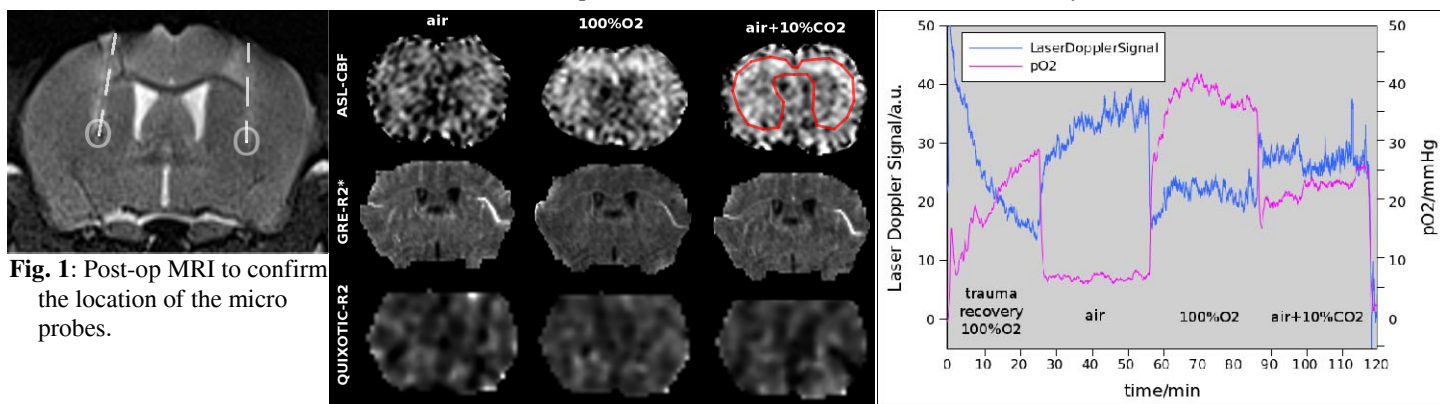 Fig. 1: Post-op MRI to confirm
the location of the micro
probes.
air
100%O2
air+10%CO2
ASL-CBF
GRE-R2*
QUIXOTIC-R2
LaserDopplerSignal
pO2
Laser Doppler Signal/a.u.
50
40
30
20
10
0
trauma
recovery
100%O2
air
100%O2
air+10%CO2
0 10 20 30 40 50 60 70 80 90 100 110 120
time/min
50
40
30
20
10
0
pO2/mmHg